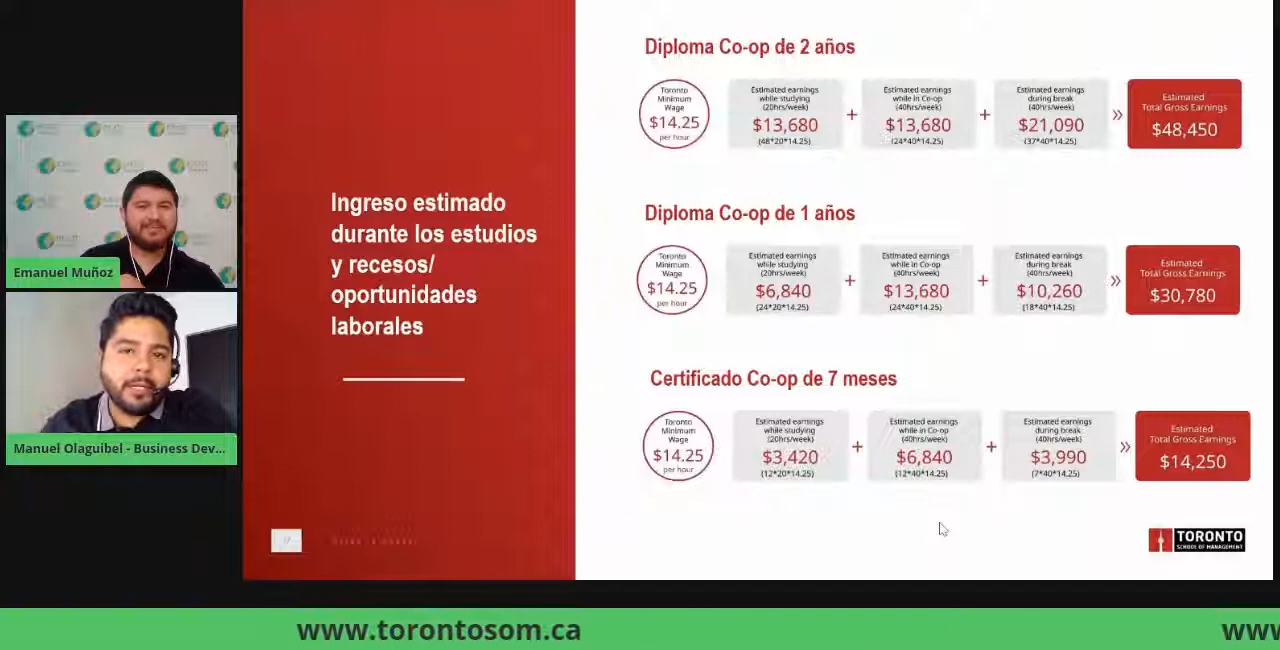 Emanuel Muñoz
Manuel Olaguibel - Business Dev...
Ingreso estimado
durante los estudios
y recesos/
oportunidades
laborales
Diploma Co-op de 2 años
Toronto
Minimum
Wage
$14.25
per hour
Estimated earnings
while studying
(20hrs/week)
$13,680
(48*20*14.25)
+
Estimated earnings
while in Co-op
(40hrs/week)
$13,680
(24*40*14.25)
+
Estimated earnings
during break
(40hrs/week)
$21,090
(37*40*14.25)
»
Estimated
Total Gross Earnings
$48,450
Diploma Co-op de 1 años
Toronto
Minimum
Wage
$14.25
per hour
Estimated earnings
while studying
(20hrs/week)
$6,840
(24*20*14.25)
+
Estimated earnings
while in Co-op
(40hrs/week)
$13,680
(24*40*14.25)
+
Estimated earnings
during break
(40hrs/week)
$10,260
(18*40*14.25)
»
Estimated
Total Gross Earnings
$30,780
Certificado Co-op de 7 meses
Toronto
Minimum
Wage
$14.25
per hour
Estimated earnings
while studying
(20hrs/week)
$3,420
(12*20*14.25)
+
Estimated earnings
while in Co-op
(40hrs/week)
$6,840
(12*40*14.25)
+
Estimated earnings
during break
(40hrs/week)
$3,990
(7*40*14.25)
»
Estimated
Total Gross Earnings
$14,250
TORONTO
SCHOOL OF MANAGEMENT
www.torontosom.ca
www